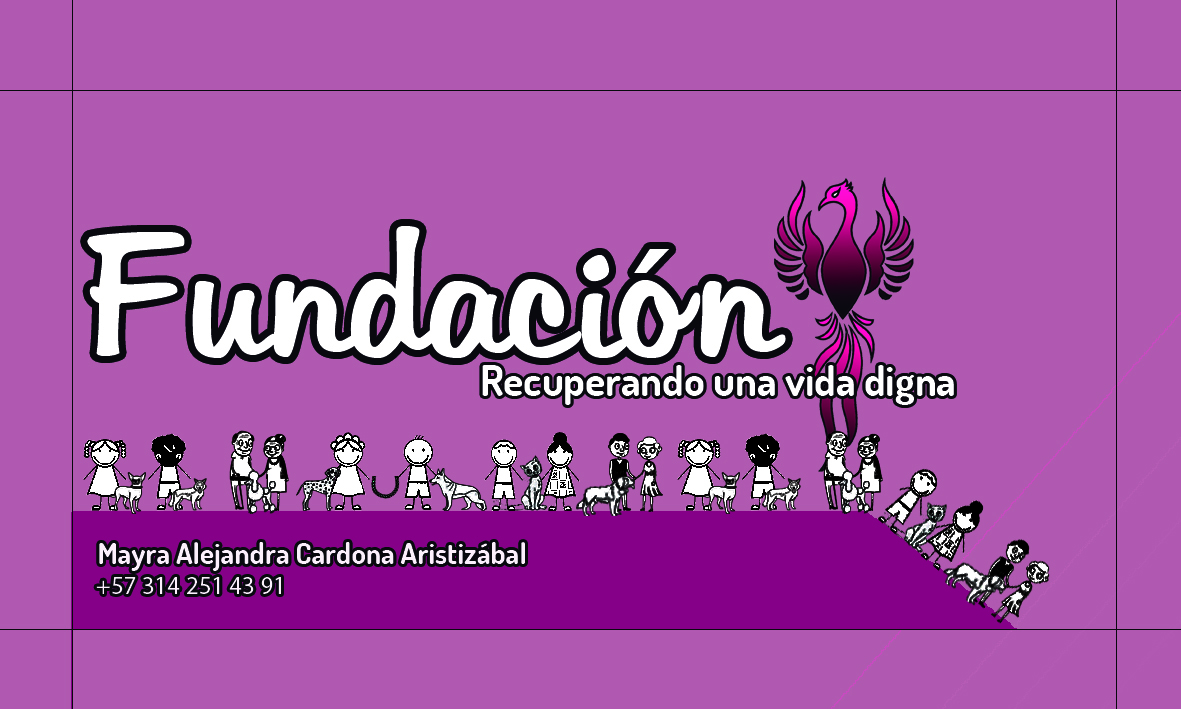 Fundación
Recuperando una vida digna
Mayra Alejandra Cardona Aristizábal
+57 314 251 43 91